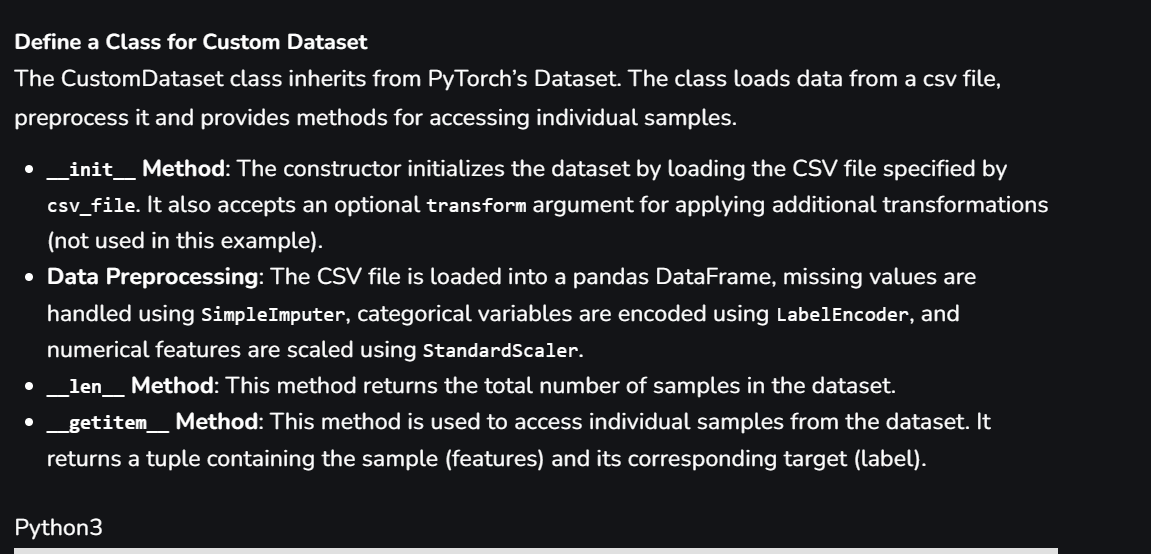 Define a Class for Custom Dataset
The CustomDataset class inherits from PyTorch’s Dataset. The class loads data from a csv file,
preprocess it and provides methods for accessing individual samples.
• __init__ Method: The constructor initializes the dataset by loading the CSV file specified by
csv_file. It also accepts an optional transform argument for applying additional transformations
(not used in this example).
• Data Preprocessing: The CSV file is loaded into a pandas DataFrame, missing values are
handled using SimpleImputer, categorical variables are encoded using LabelEncoder, and
numerical features are scaled using StandardScaler.
• __len__ Method: This method returns the total number of samples in the dataset.
• __getitem__ Method: This method is used to access individual samples from the dataset. It
returns a tuple containing the sample (features) and its corresponding target (label).
Python3